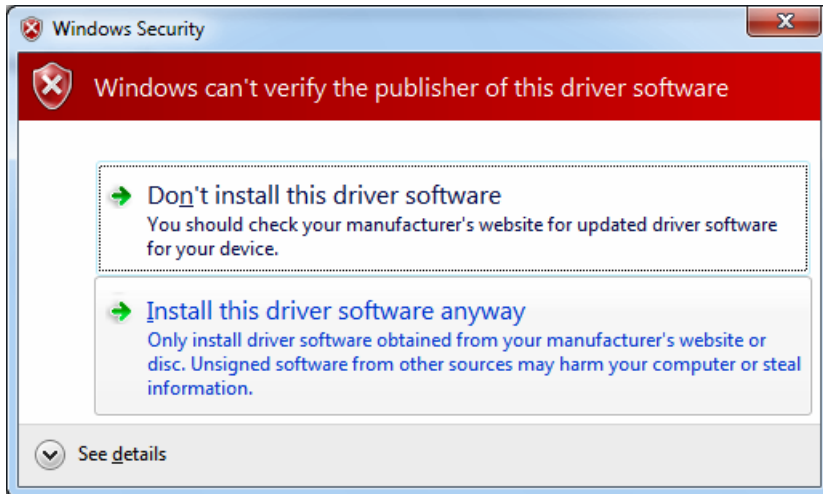 Windows Security
Windows can't verify the publisher of this driver software
Don't install this driver software
You should check your manufacturer's website for updated driver software
for your device.
Install this driver software anyway
Only install driver software obtained from your manufacturer's website or
disc. Unsigned software from other sources may harm your computer or steal
information.
See details